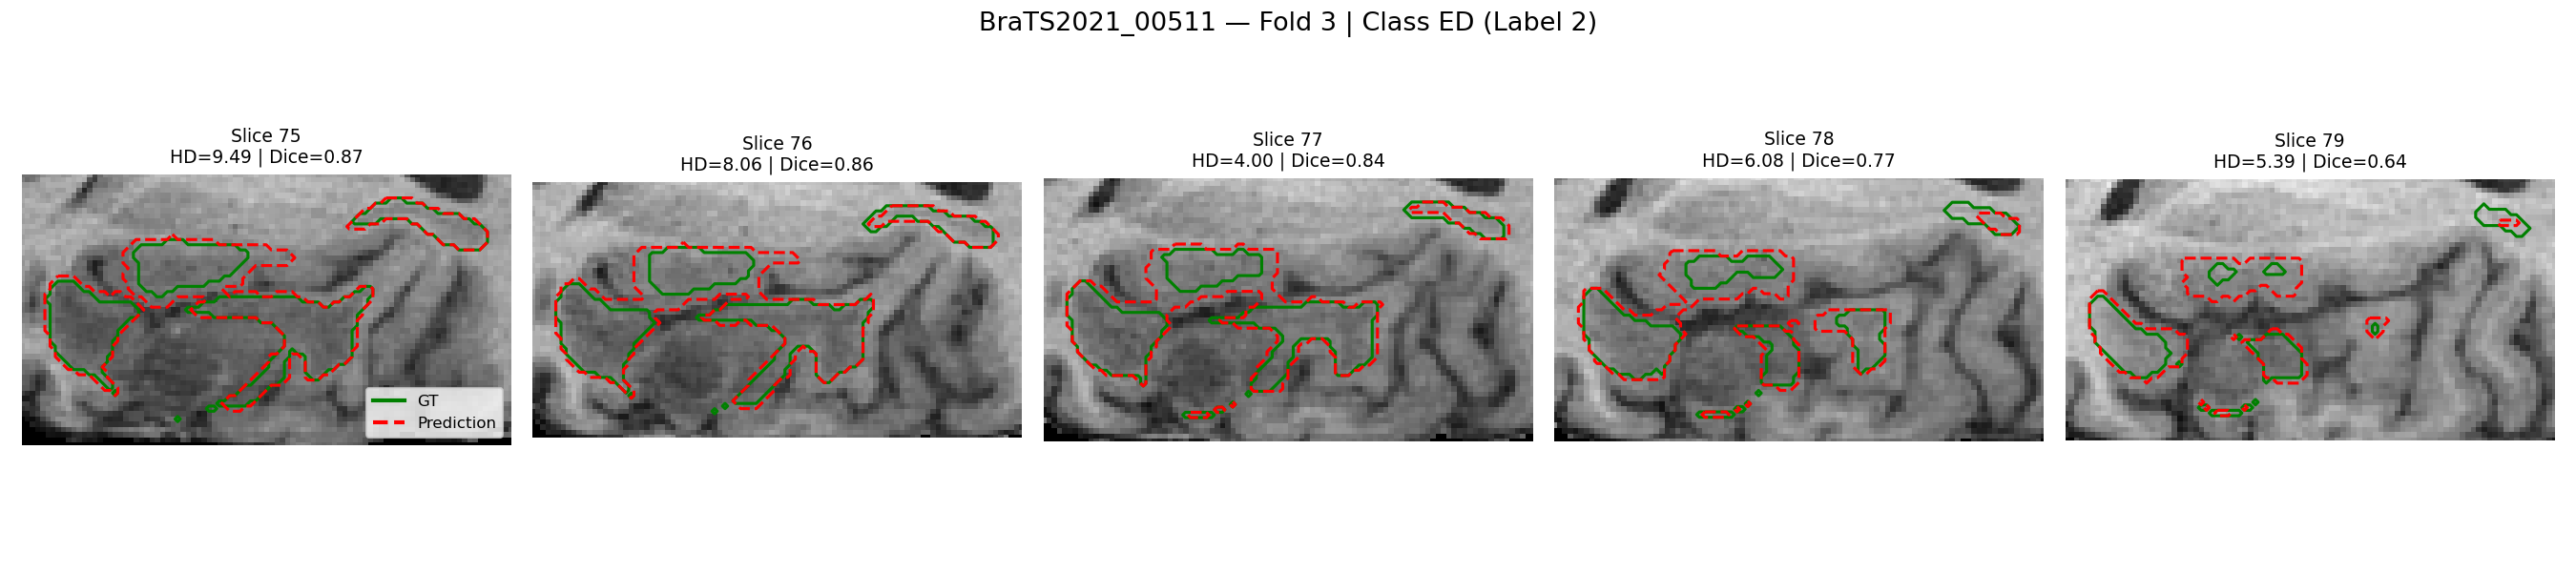 BraTS2021_00511 — Fold 3 | Class ED (Label 2)
Slice 75
HD=9.49 | Dice=0.87
Slice 76
HD=8.06 | Dice=0.86
Slice 77
HD=4.00 | Dice=0.84
Slice 78
HD=6.08 | Dice=0.77
Slice 79
HD=5.39 | Dice=0.64
GT
Prediction